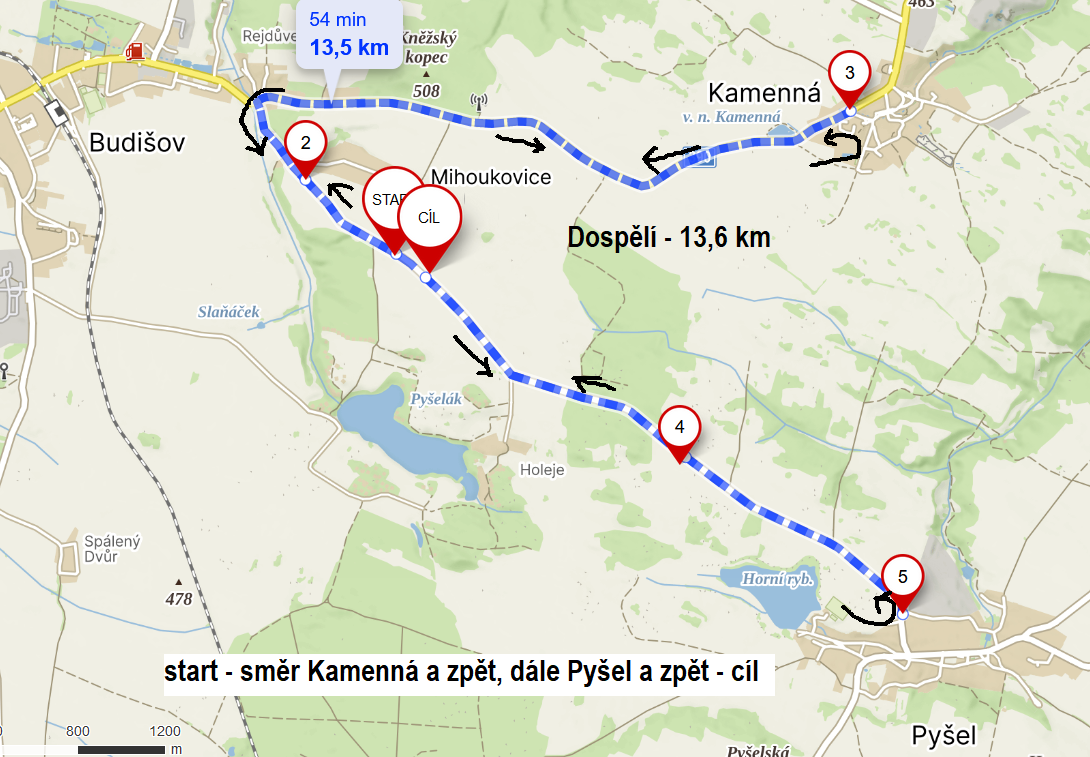 463
54 min
13,5 km
Rejdůve
Kněžský
kopec
508
3
Kamenná
v. n. Kamenná
Budišov
2
Mihoukovice
STAR
CÍL
Dospělí - 13,6 km
Slaňáček
Pyšelák
4
Holeje
Spálený
Dvůr
Horní ryb.
5
478
start - směr Kamenná a zpět, dále Pyšel a zpět - cíl
0 800 1200
m
Pyšel
Pyšelská